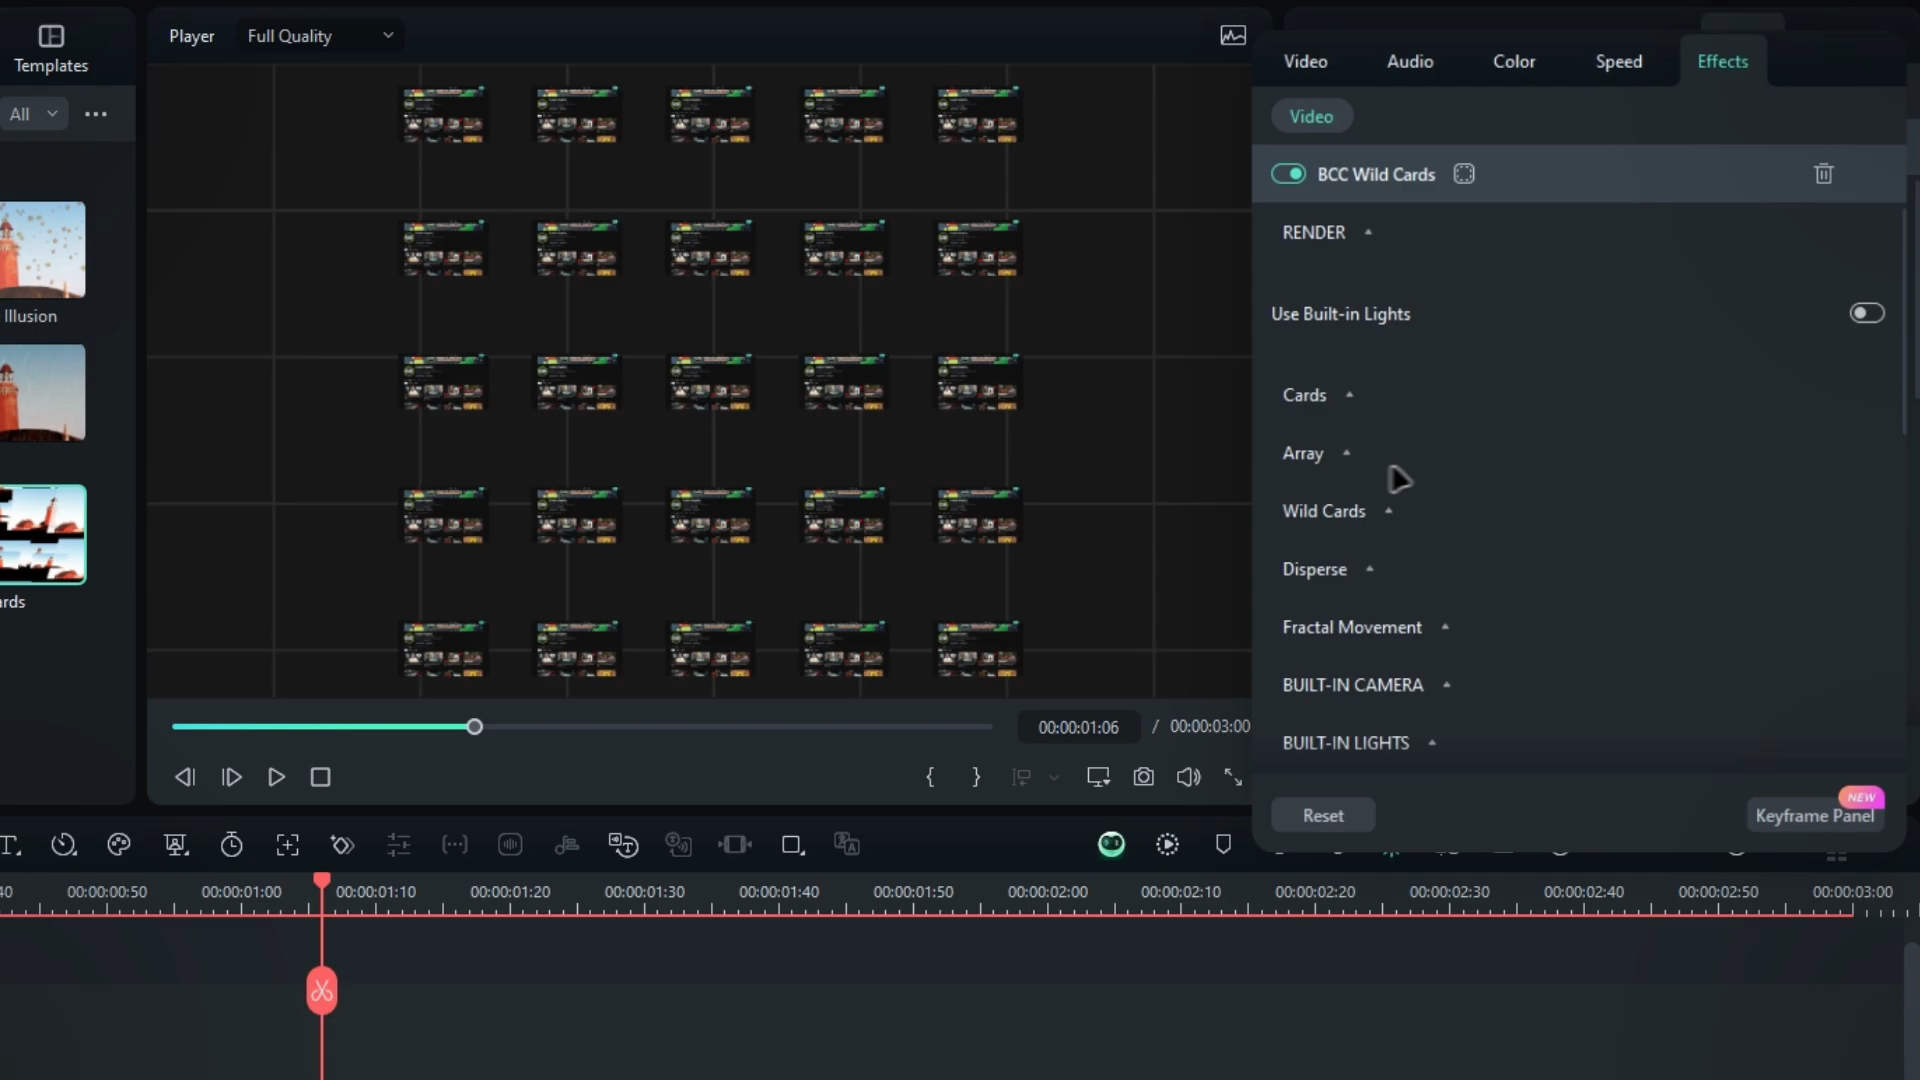 Templates
All
Illusion
ards
Player
Full Quality
00:00:01:06 / 00:00:03:00
Video
Audio
Color
Speed
Effects
Video
BCC Wild Cards
RENDER
Use Built-in Lights
Cards
Array
Wild Cards
Disperse
Fractal Movement
BUILT-IN CAMERA
BUILT-IN LIGHTS
Reset
NEW
Keyframe Panel
40 00:00:00:50 00:00:01:00 00:00:01:10 00:00:01:20 00:00:01:30 00:00:01:40 00:00:01:50 00:00:02:00 00:00:02:10 00:00:02:20 00:00:02:30 00:00:02:40 00:00:02:50 00:00:03:00